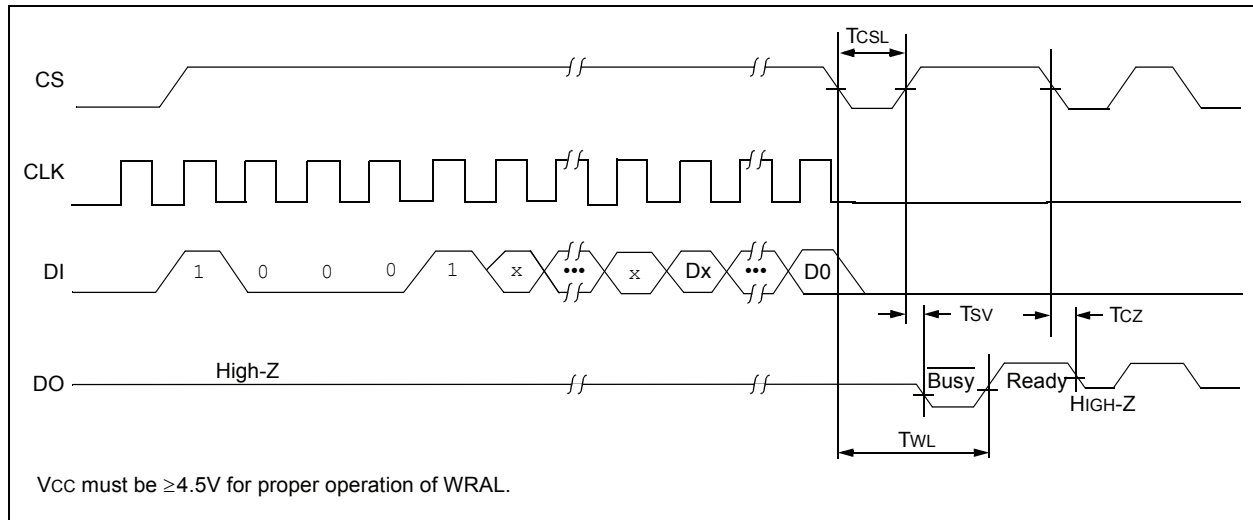 TCSL
CS
CLK
DI 1 0 0 0 1 x ••• x Dx ••• D0
TSV TCZ
DO High-Z Busy Ready HIGH-Z
TWL
VCC must be ≥4.5V for proper operation of WRAL.